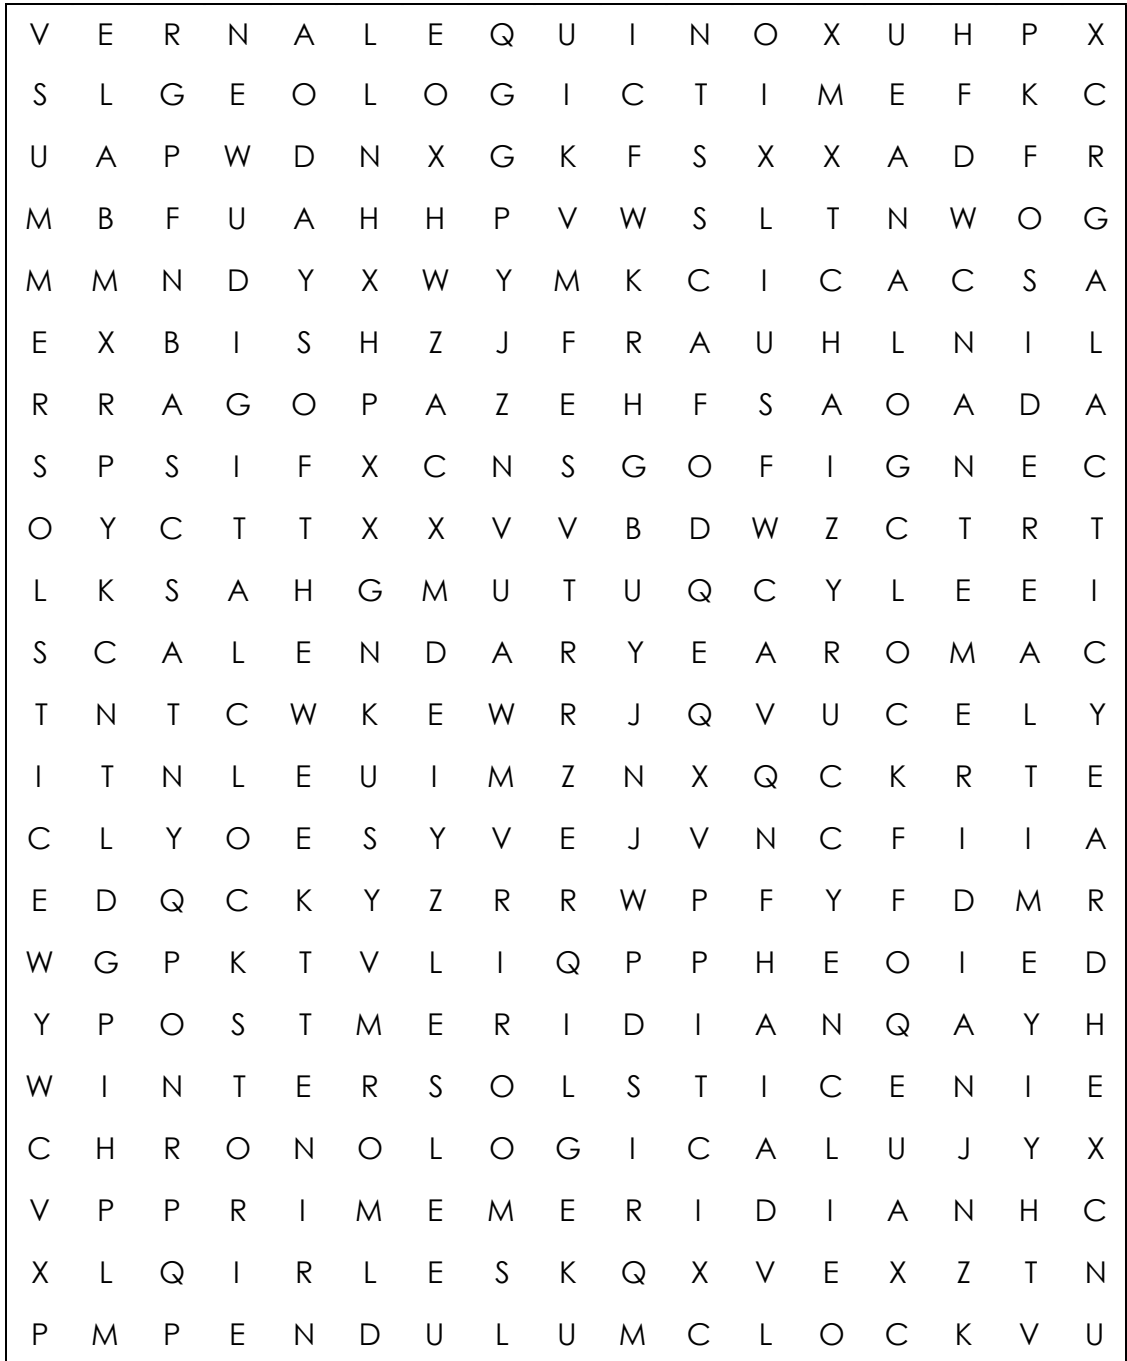 V E R N A L E Q U I N O X U H P X
S L G E O L O G I C T I M E F K C
U A P W D N X G K F S X X A D F R
M B F U A H H P V W S L T N W O G
M M N D Y X W Y M K C I C A C S A
E X B I S H Z J F R A U H L N I L
R R A G O P A Z E H F S A O A D A
S P S I F X C N S G O F I G N E C
O Y C T T X X V V B D W Z C T R T
L K S A H G M U T U Q C Y L E E I
S C A L E N D A R Y E A R O M A C
T N T C W K E W R J Q V U C E L Y
I T N L E U I M Z N X Q C K R T E
C L Y O E S Y V E J V N C F I I A
E D Q C K Y Z R R W P F Y F D M R
W G P K T V L I Q P P H E O I E D
Y P O S T M E R I D I A N Q A Y H
W I N T E R S O L S T I C E N I E
C H R O N O L O G I C A L U J Y X
V P P R I M E M E R I D I A N H C
X L Q I R L E S K Q X V E X Z T N
P M P E N D U L U M C L O C K V U